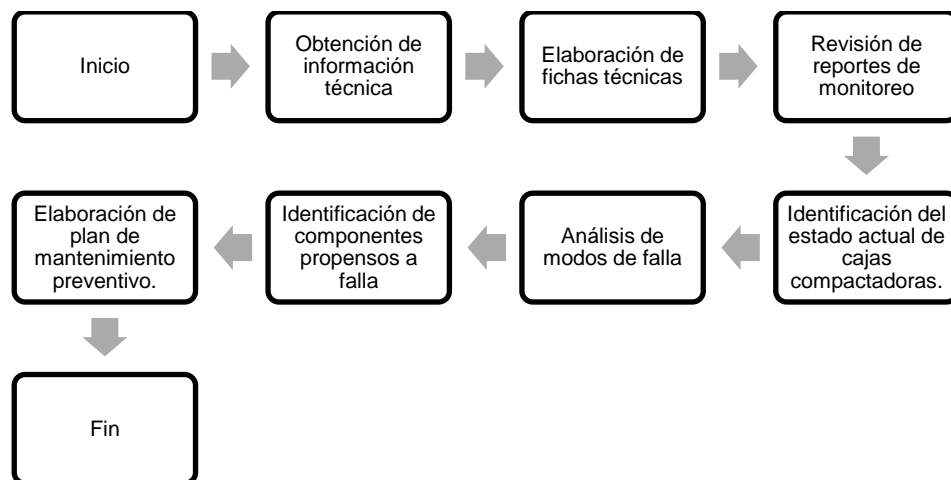 Inicio
Obtención de
información
técnica
Elaboración de
fichas técnicas
Revisión de
reportes de
monitoreo
Identificación del
estado actual de
cajas
compactadoras.
Análisis de
modos de falla
Identificación de
componentes
propensos a
falla
Elaboración de
plan de
mantenimiento
preventivo.
Fin